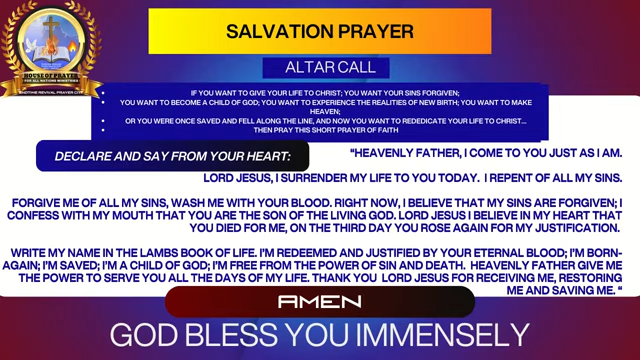 SALVATION PRAYER
ALTAR CALL
HOUSE OF PRAYER
FOR ALL NATIONS MINISTRIES
• IF YOU WANT TO GIVE YOUR LIFE TO CHRIST; YOU WANT YOUR SINS FORGIVEN;
• YOU WANT TO BECOME A CHILD OF GOD; YOU WANT TO EXPERIENCE THE REALITIES OF NEW BIRTH; YOU WANT TO MAKE
HEAVEN;
• OR YOU WERE ONCE SAVED AND FELL ALONG THE LINE, AND NOW YOU WANT TO REDEDICATE YOUR LIFE TO CHRIST...
• THEN PRAY THIS SHORT PRAYER OF FAITH
DECLARE AND SAY FROM YOUR HEART:
“HEAVENLY FATHER, I COME TO YOU JUST AS I AM.
LORD JESUS, I SURRENDER MY LIFE TO YOU TODAY. I REPENT OF ALL MY SINS.
FORGIVE ME OF ALL MY SINS, WASH ME WITH YOUR BLOOD. RIGHT NOW, I BELIEVE THAT MY SINS ARE FORGIVEN; I
CONFESS WITH MY MOUTH THAT YOU ARE THE SON OF THE LIVING GOD. LORD JESUS I BELIEVE IN MY HEART THAT
YOU DIED FOR ME, ON THE THIRD DAY YOU ROSE AGAIN FOR MY JUSTIFICATION.
WRITE MY NAME IN THE LAMBS BOOK OF LIFE. I’M REDEEMED AND JUSTIFIED BY YOUR ETERNAL BLOOD; I’M BORN-
AGAIN; I’M SAVED; I’M A CHILD OF GOD; I’M FREE FROM THE POWER OF SIN AND DEATH. HEAVENLY FATHER GIVE ME
THE POWER TO SERVE YOU ALL THE DAYS OF MY LIFE. THANK YOU LORD JESUS FOR RECEIVING ME, RESTORING
ME AND SAVING ME. “
AMEN
GOD BLESS YOU IMMENSELY